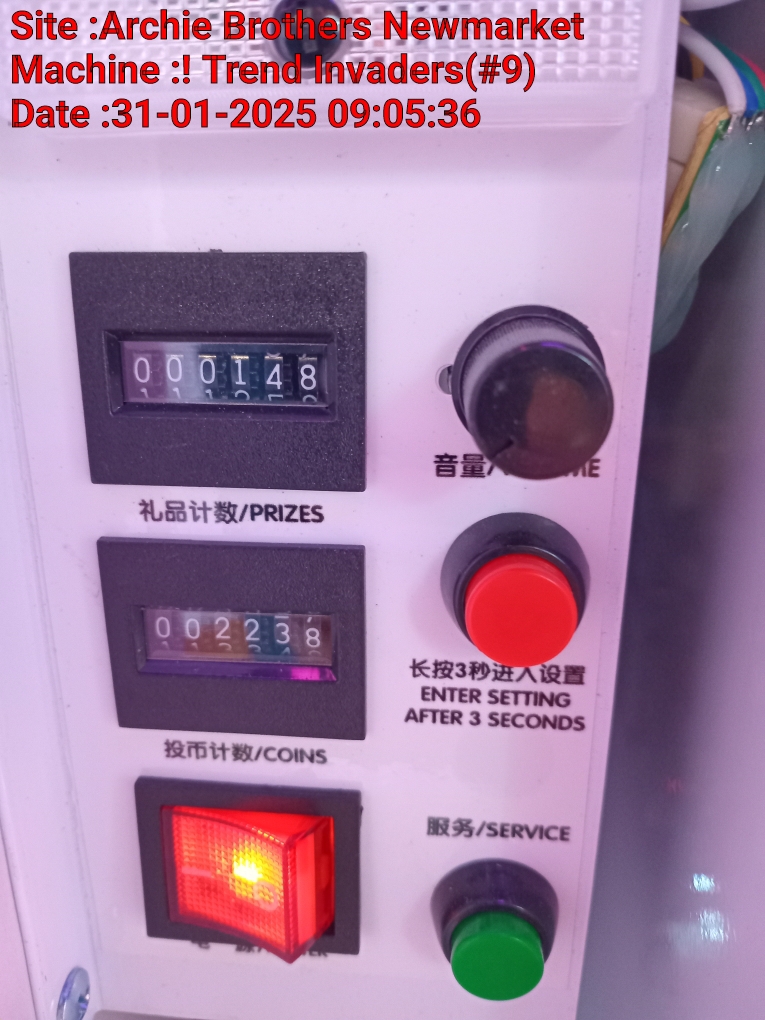 Site :Archie Brothers Newmarket
Machine :! Trend Invaders(#9)
Date :31-01-2025 09:05:36
000148
音量/
礼品计数/PRIZES
002238
长按3秒进入设置
ENTER SETTING
AFTER 3 SECONDS
投币计数/COINS
服务/SERVICE